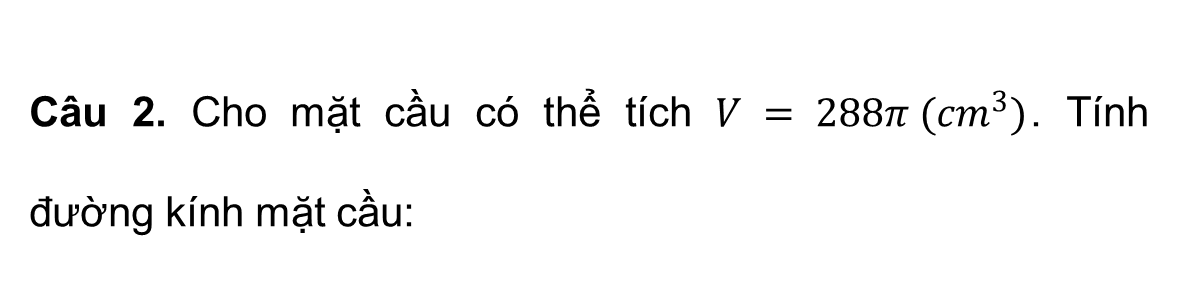 Câu 2. Cho mặt cầu có thể tích V = 288π (cm³). Tính
đường kính mặt cầu: